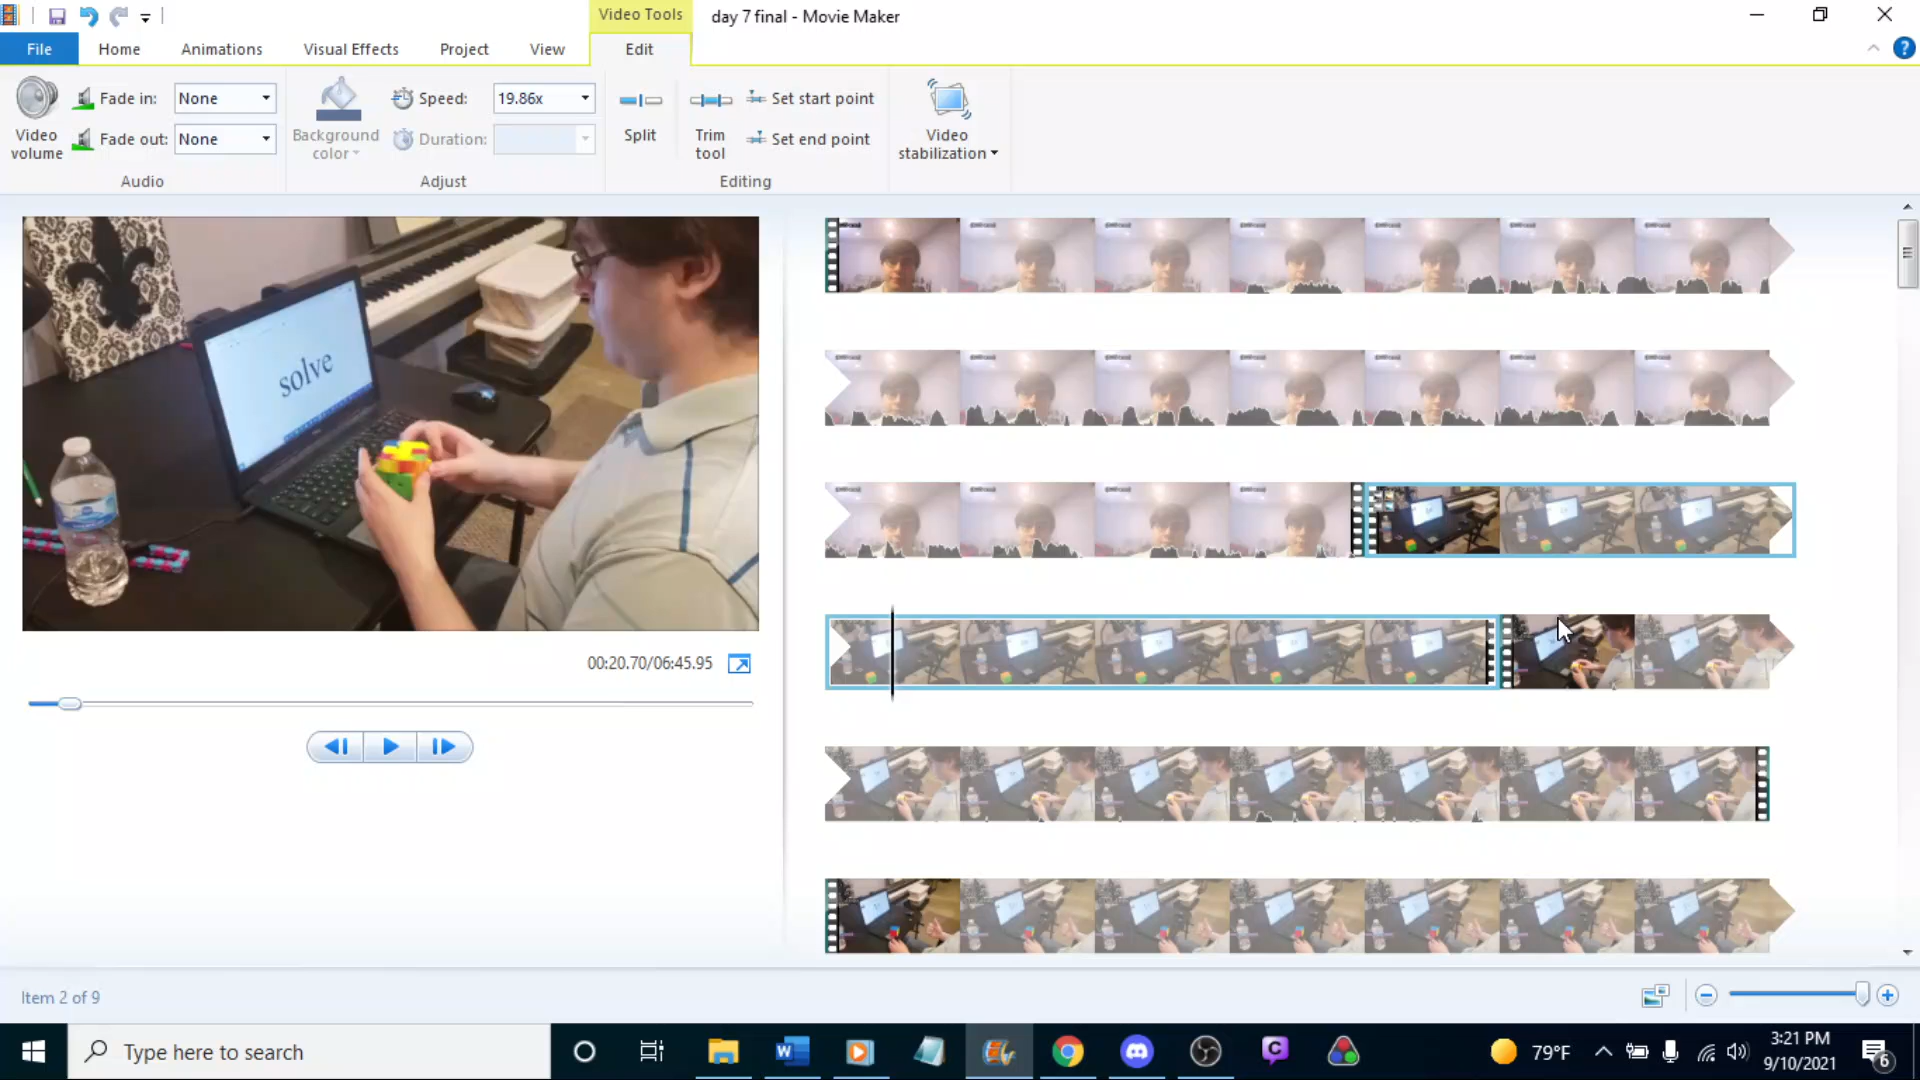 Video Tools
day 7 final - Movie Maker
File
Home
Animations
Visual Effects
Project
View
Edit
Video volume
Fade in:
None
Fade out:
None
Audio
Background color
Speed:
19.86x
Duration:
Adjust
Split
Trim tool
Set start point
Set end point
Editing
Video stabilization
solve
00:20.70/06:45.95
Item 2 of 9
Type here to search
79°F
3:21 PM
9/10/2021
6